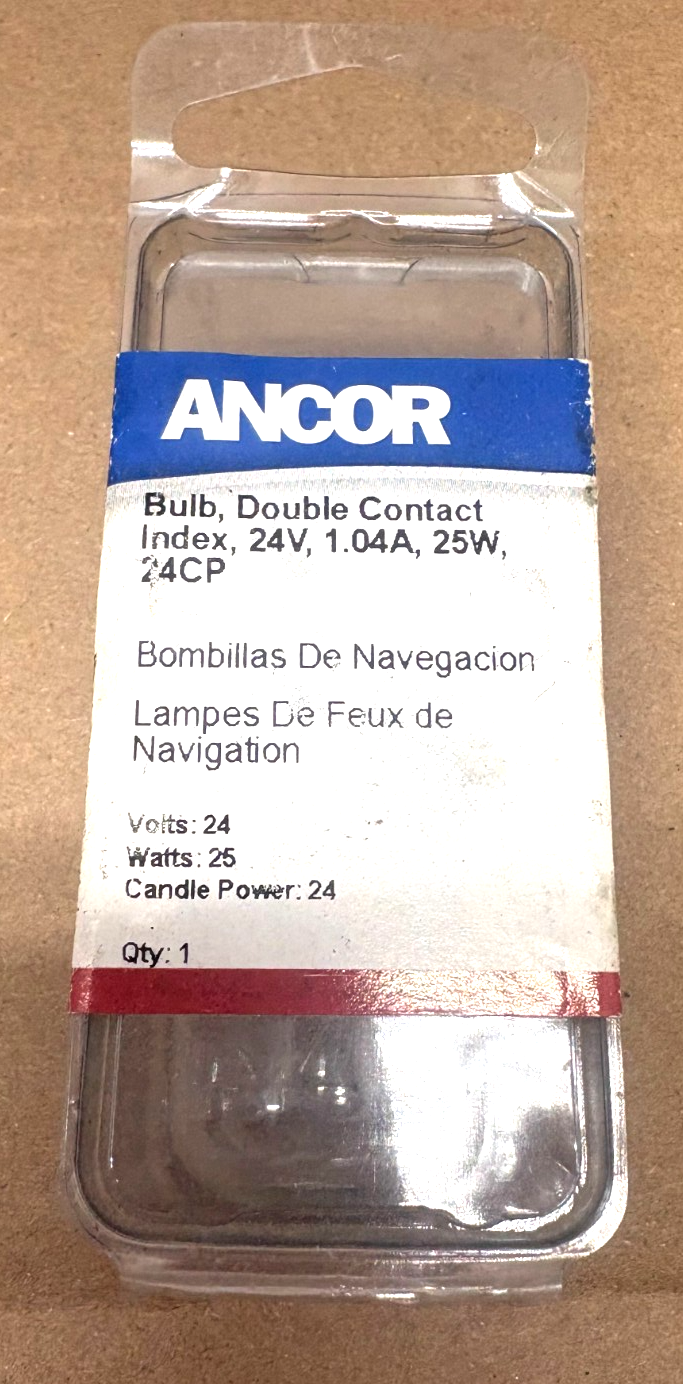 ANCOR
Bulb, Double Contact
Index, 24V, 1.04A, 25W,
24CP
Bombillas De Navegacion
Lampes De Feux de
Navigation
Volts: 24
Watts: 25
Candle Power: 24
Qty: 1